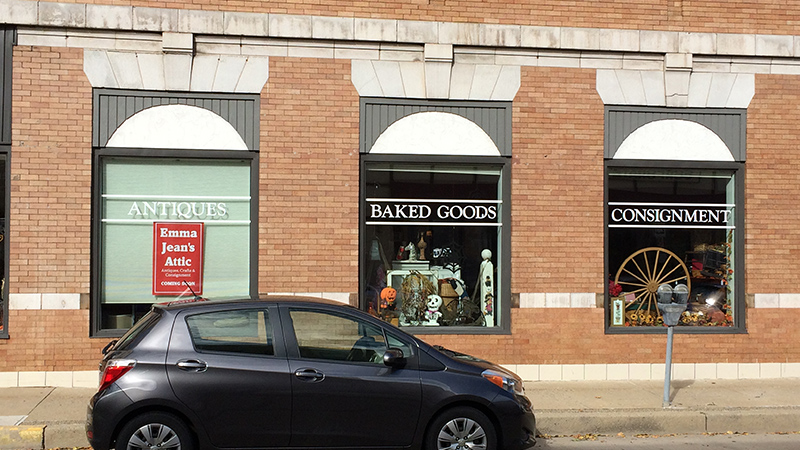 ANTIQUES
Emma
Jean's
Attic
Antiques, Crafts &
Consignment
COMING SOON
BAKED GOODS
CONSIGNMENT